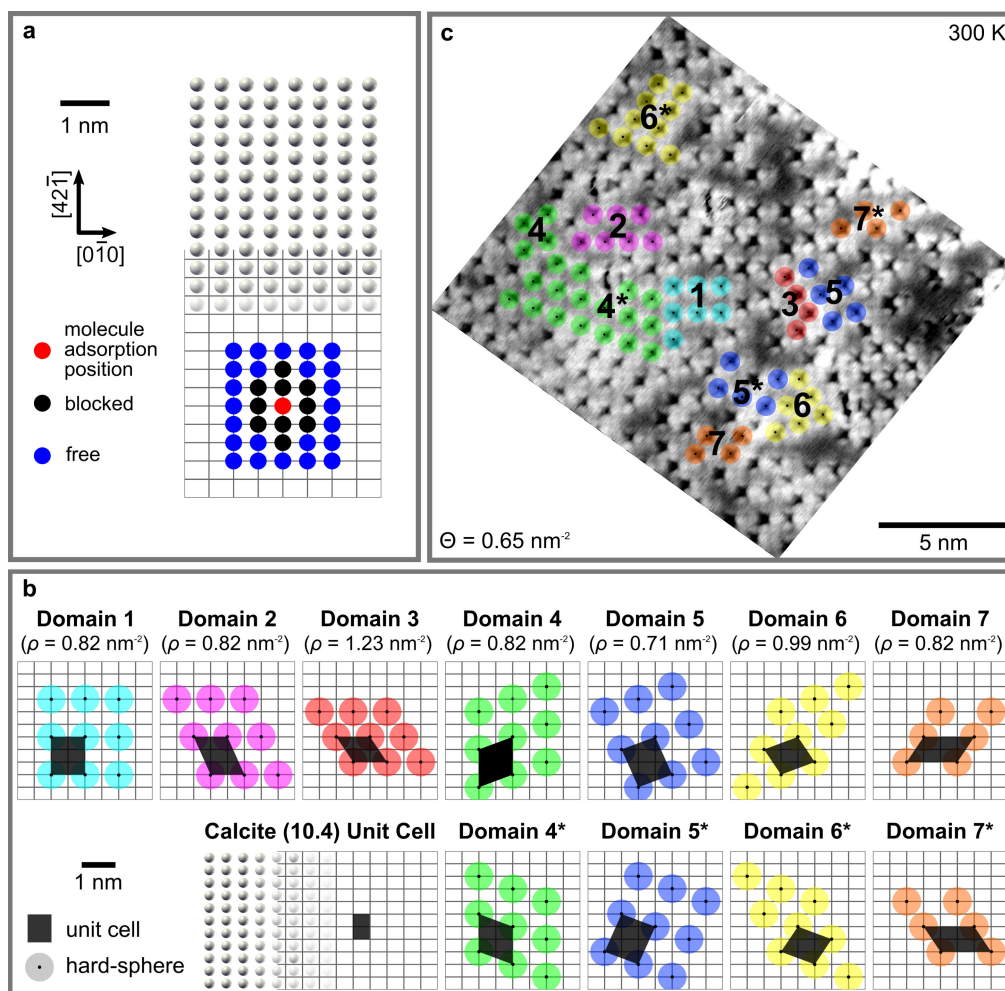 a
1 nm
[421̄]
[01̄0]
molecule
adsorption
position
blocked
free
c
300 K
6*
7*
4
2
1
4*
3
5
5*
6
7
Θ = 0.65 nm⁻²
5 nm
b
Domain 1
(ρ = 0.82 nm⁻²)
Domain 2
(ρ = 0.82 nm⁻²)
Domain 3
(ρ = 1.23 nm⁻²)
Domain 4
(ρ = 0.82 nm⁻²)
Domain 5
(ρ = 0.71 nm⁻²)
Domain 6
(ρ = 0.99 nm⁻²)
Domain 7
(ρ = 0.82 nm⁻²)
Calcite (10.4) Unit Cell
Domain 4*
Domain 5*
Domain 6*
Domain 7*
1 nm
unit cell
hard-sphere